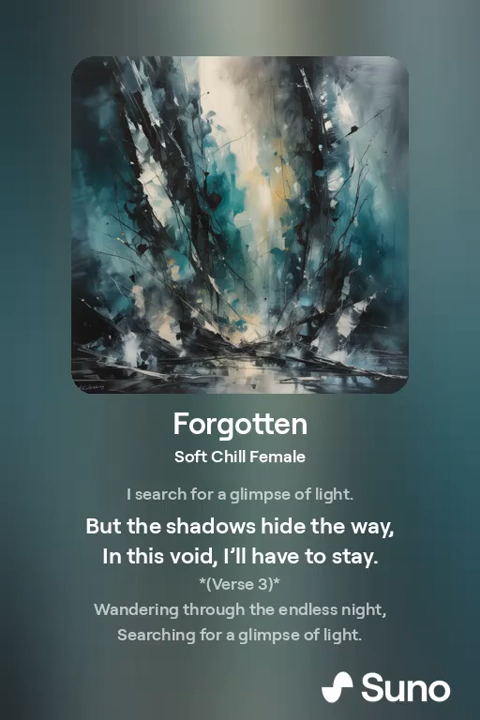 Forgotten
Soft Chill Female
I search for a glimpse of light.
But the shadows hide the way,
In this void, I’ll have to stay.
*(Verse 3)*
Wandering through the endless night,
Searching for a glimpse of light.
Suno